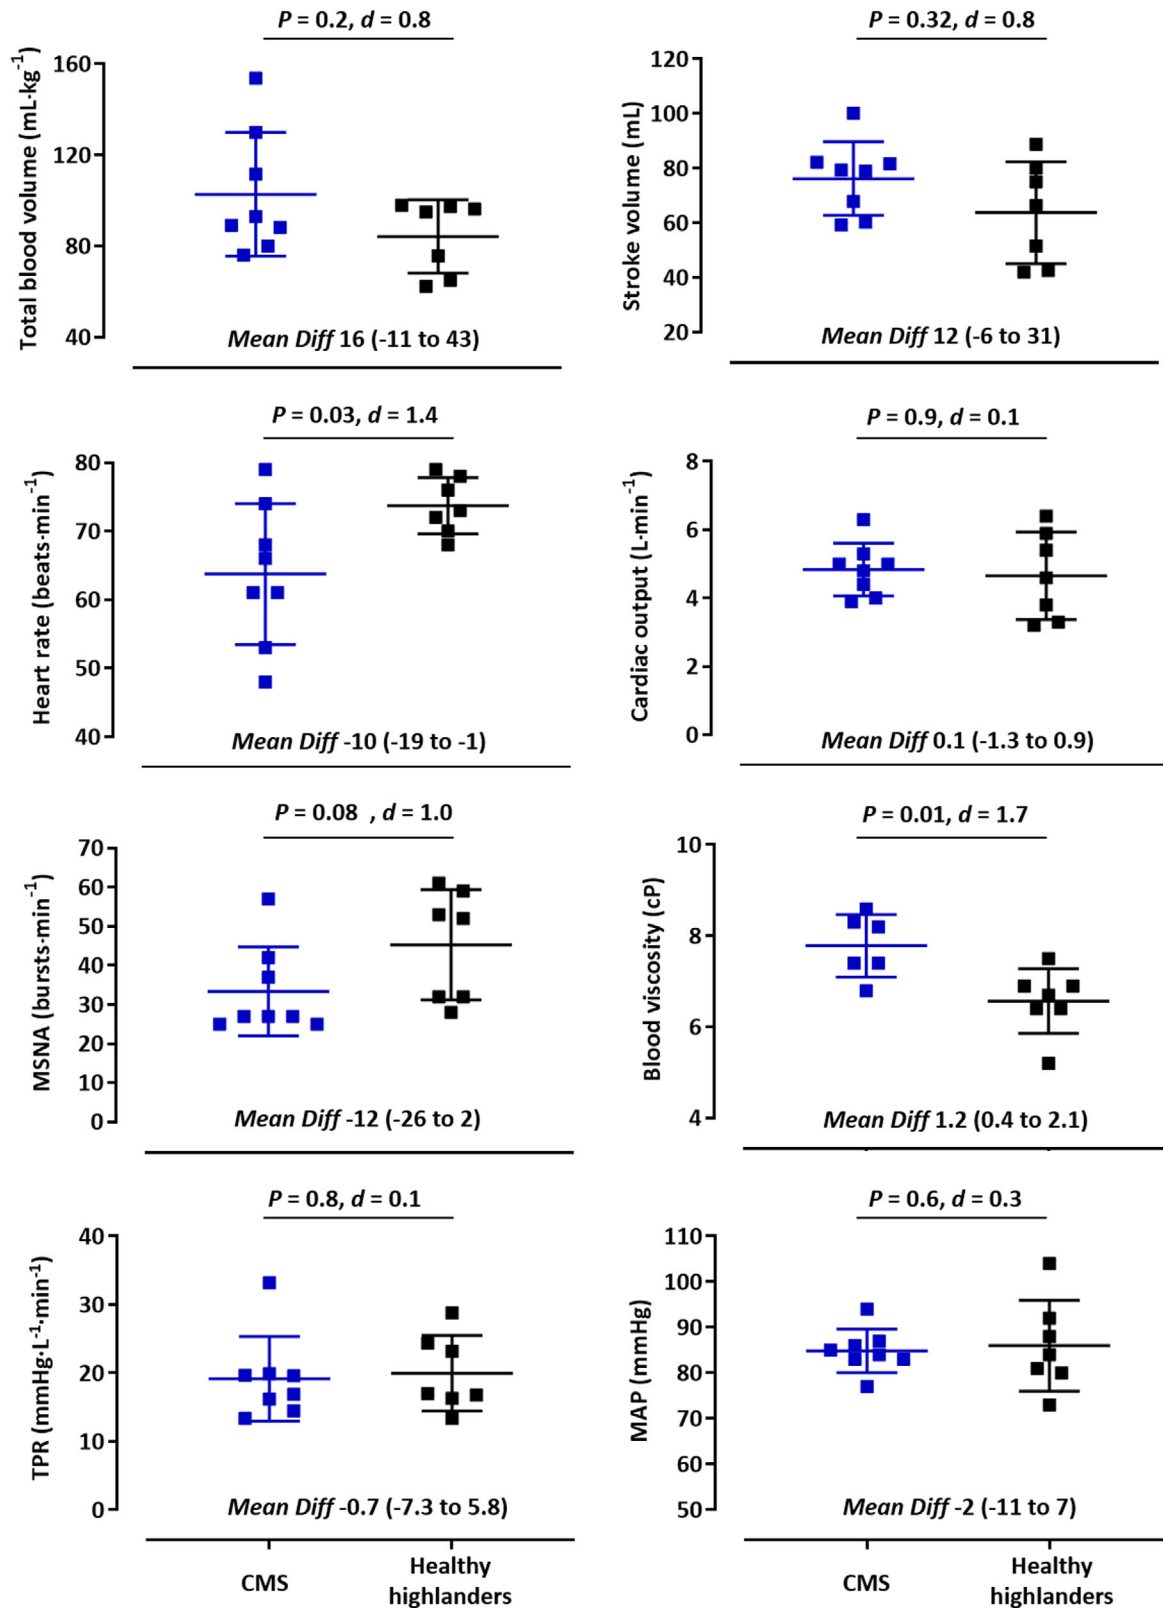 P = 0.2, d = 0.8
Total blood volume (mL·kg⁻¹)
160
120
80
40
Mean Diff 16 (-11 to 43)
P = 0.32, d = 0.8
Stroke volume (mL)
120
100
80
60
40
20
Mean Diff 12 (-6 to 31)
P = 0.03, d = 1.4
Heart rate (beats·min⁻¹)
80
70
60
50
40
Mean Diff -10 (-19 to -1)
P = 0.9, d = 0.1
Cardiac output (L·min⁻¹)
8
6
4
2
0
Mean Diff 0.1 (-1.3 to 0.9)
P = 0.08 , d = 1.0
MSNA (bursts·min⁻¹)
70
60
50
40
30
20
10
0
Mean Diff -12 (-26 to 2)
P = 0.01, d = 1.7
Blood viscosity (cP)
10
8
6
4
Mean Diff 1.2 (0.4 to 2.1)
P = 0.8, d = 0.1
TPR (mmHg·L⁻¹·min⁻¹)
40
30
20
10
0
Mean Diff -0.7 (-7.3 to 5.8)
CMS
Healthy
highlanders
P = 0.6, d = 0.3
MAP (mmHg)
110
100
90
80
70
60
50
Mean Diff -2 (-11 to 7)
CMS
Healthy
highlanders